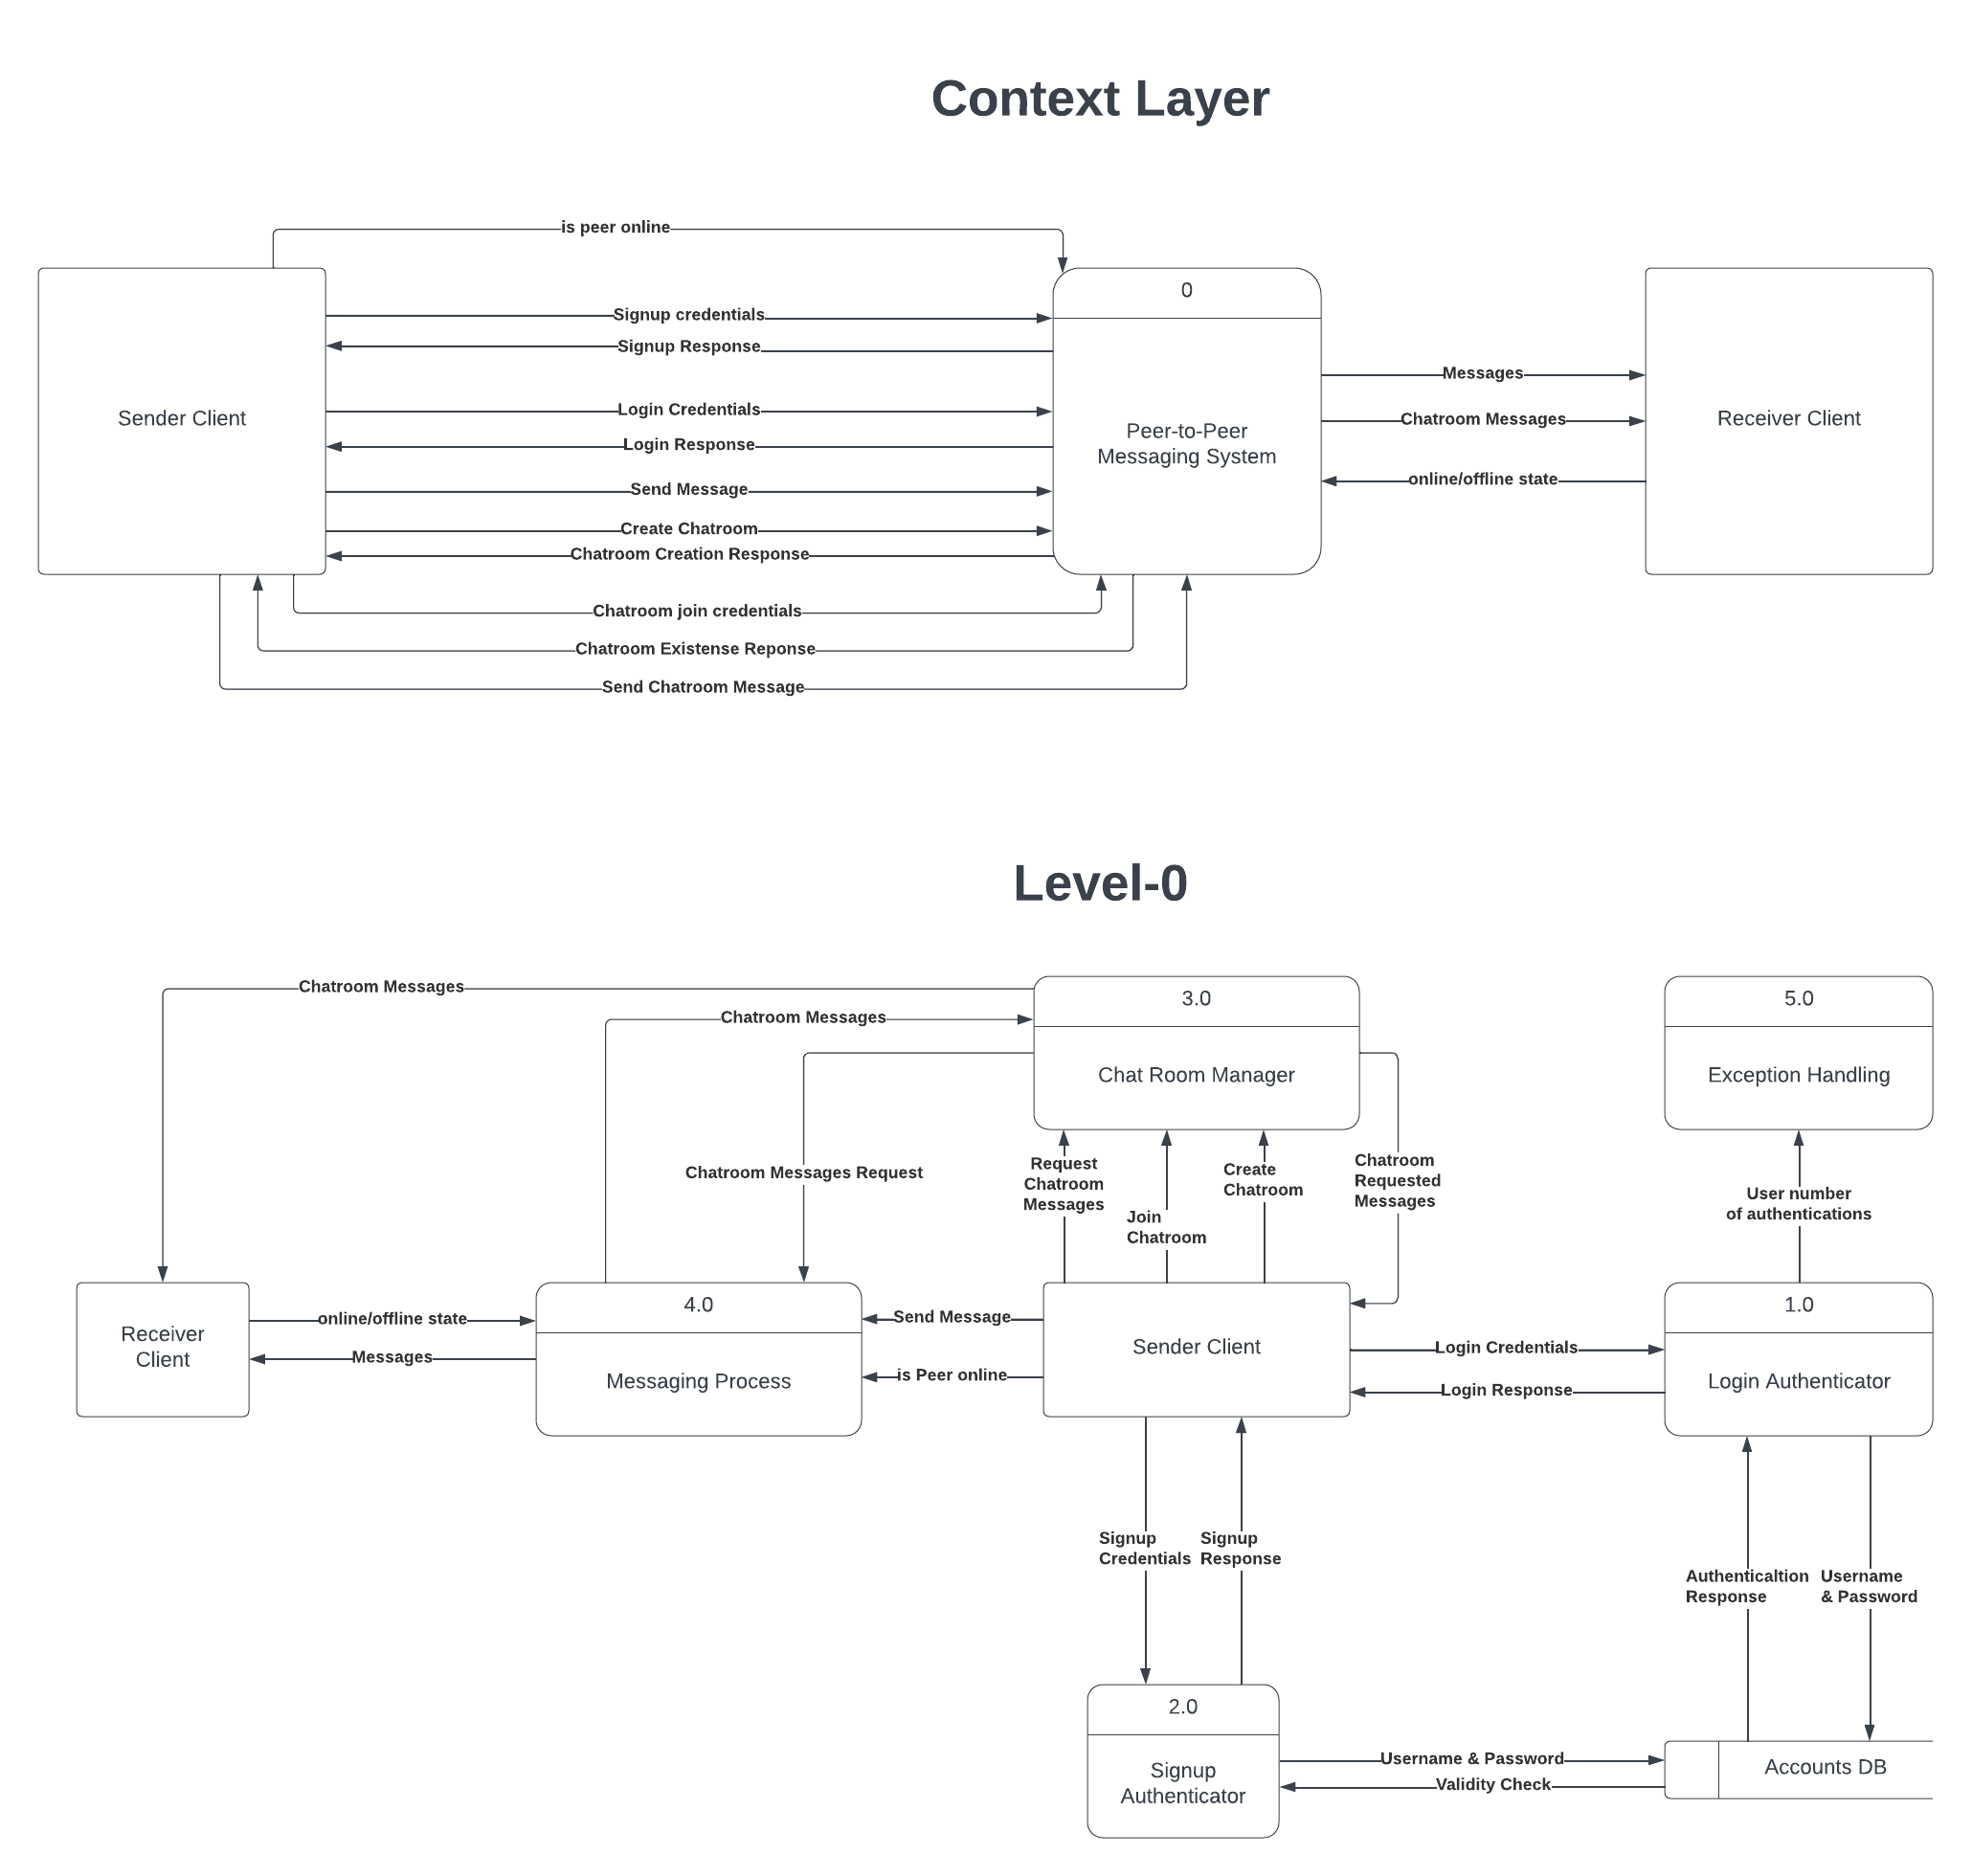 Context Layer
is peer online
0
Signup credentials
Signup Response
Messages
Login Credentials
Sender Client
Chatroom Messages
Receiver Client
Peer-to-Peer
Messaging System
Login Response
online/offline state
Send Message
Create Chatroom
Chatroom Creation Response
Chatroom join credentials
Chatroom Existense Reponse
Send Chatroom Message
Level-0
Chatroom Messages
3.0
5.0
Chatroom Messages
Chat Room Manager
Exception Handling
Chatroom Messages Request
Request
Chatroom
Messages
Join
Chatroom
Create
Chatroom
Chatroom
Requested
Messages
User number
of authentications
4.0
1.0
online/offline state
Send Message
Receiver
Client
Sender Client
Login Credentials
Messages
Messaging Process
is Peer online
Login Response
Login Authenticator
Signup
Credentials
Signup
Response
Authenticaltion
Response
Username
& Password
2.0
Username & Password
Accounts DB
Signup
Authenticator
Validity Check